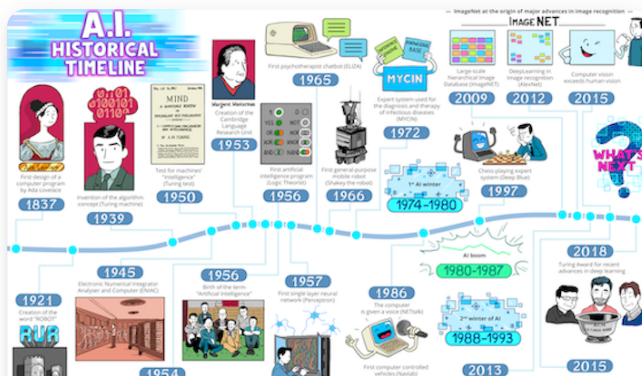 A.I.
HISTORICAL
TIMELINE
ImageNet at the origin of major advances in image recognition
IMAGENET
First design of a
computer program
by Ada Lovelace
1837
Invention of the algorithm
concept (Turing machine)
1939
MIND
Test for machines'
"intelligence"
(Turing test)
1950
Margaret Masterman
Creation of the
Cambridge
Language
Research Unit
1953
First psychotherapist chatbot (ELIZA)
1965
First artificial
intelligence program
(Logic Theorist)
1956
First general-purpose
mobile robot
(Shakey the robot)
1966
KNOWLEDGE
BASE
MYCIN
Expert system used for
the diagnosis and therapy
of infectious diseases
(MYCIN)
1972
1st AI winter
1974-1980
Large-scale
hierarchical Image
Database (ImageNET)
2009
DeepLearning in
image recognition
(AlexNet)
2012
Computer vision
exceeds human vision
2015
Chess playing expert
system (Deep Blue)
1997
WHAT'S
NEXT
1921
Creation of the
word "ROBOT"
RUR
1945
Electronic Numerical Integrator
Analyser and Computer (ENIAC)
1954
1956
Birth of the term
"Artificial Intelligence"
1957
First single layer neural
network (Perceptron)
1986
The computer
given a voice (NETtalk)
First computer controlled
vehicles (Navlab)
AI boom
1980-1987
2nd winter of AI
1988-1993
2013
2018
Turing Award for recent
advances in deep learning
2015